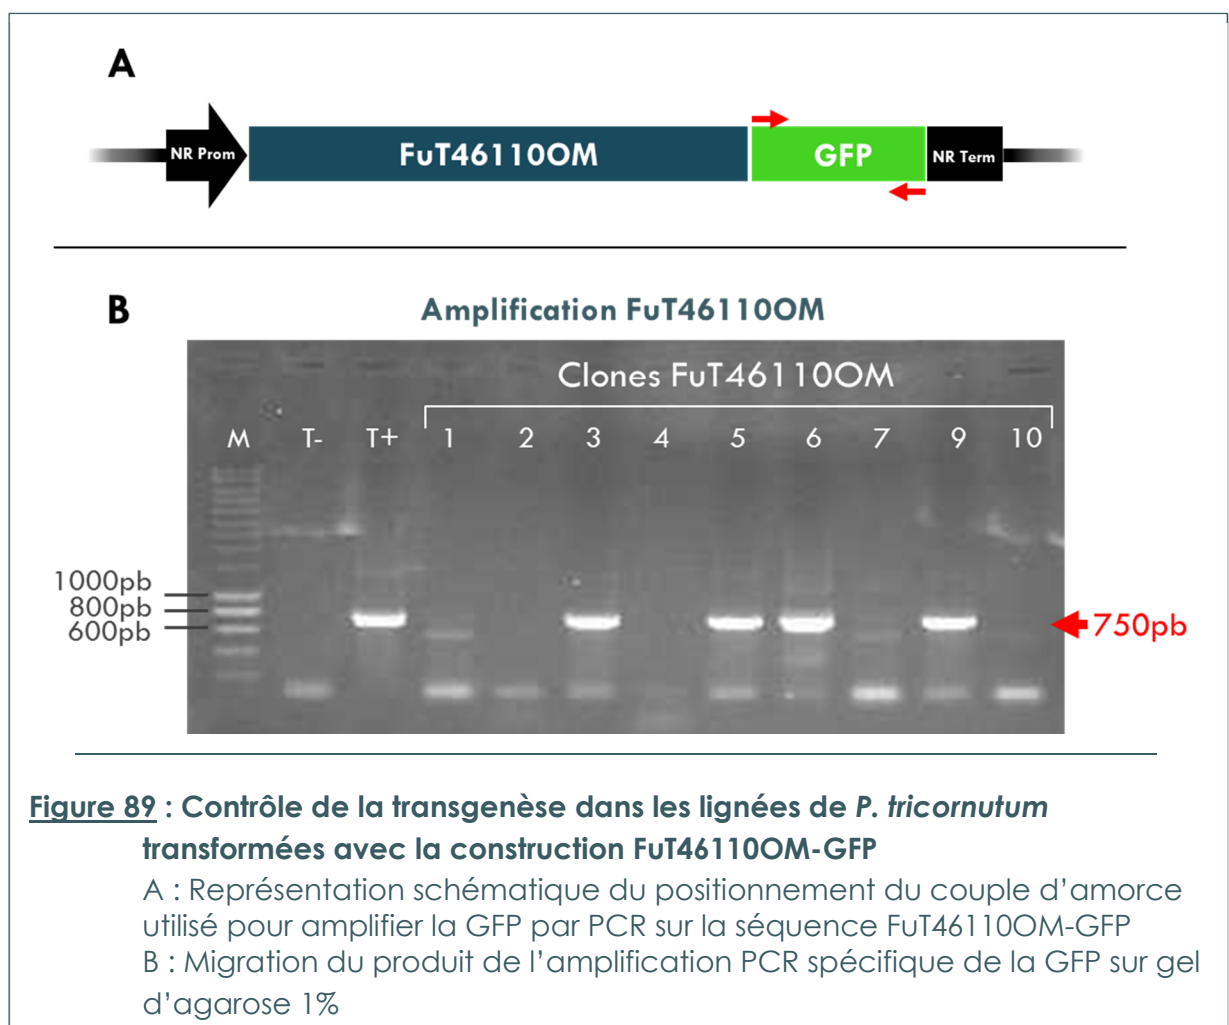 A
NR Prom
FuT46110OM
GFP
NR Term
B
Amplification FuT46110OM
Clones FuT46110OM
M T- T+ 1 2 3 4 5 6 7 9 10
1000pb
800pb
600pb
750pb
Figure 89 : Contrôle de la transgenèse dans les lignées de P. tricornutum
transformées avec la construction FuT46110OM-GFP
A : Représentation schématique du positionnement du couple d’amorce
utilisé pour amplifier la GFP par PCR sur la séquence FuT46110OM-GFP
B : Migration du produit de l’amplification PCR spécifique de la GFP sur gel
d’agarose 1%